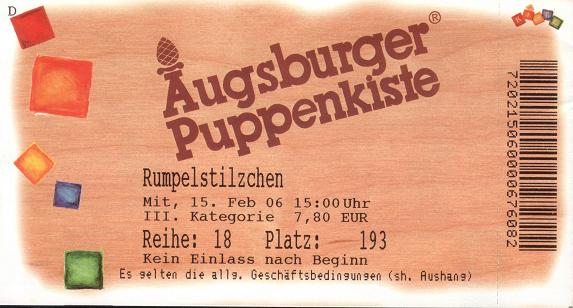 D
Augsburger®
Puppenkiste
Rumpelstilzchen
Mit, 15. Feb 06 15:00 Uhr
III. Kategorie 7,80 EUR
Reihe: 18 Platz: 193
Kein Einlass nach Beginn
Es gelten die allg. Geschäftsbedingungen (sh. Aushang)
7202150600000676082